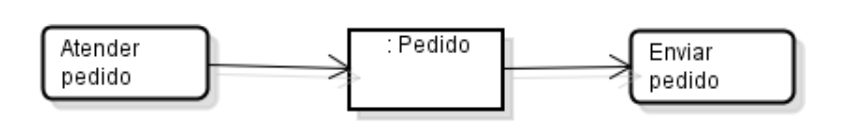 Atender
pedido
: Pedido
Enviar
pedido